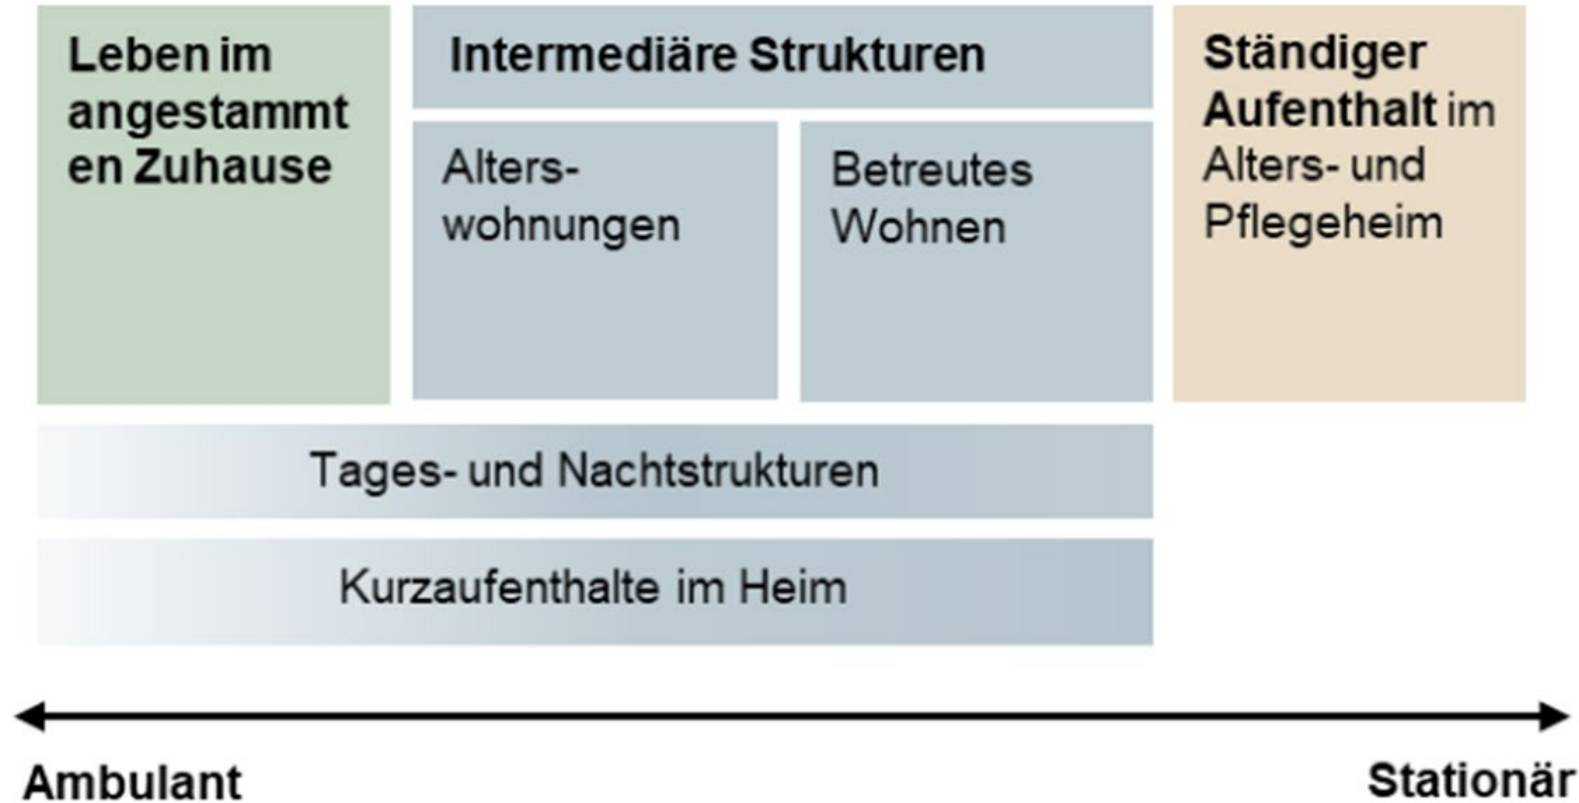 Leben im
angestammt
en Zuhause
Intermediäre Strukturen
Alters-
wohnungen
Betreutes
Wohnen
Ständiger
Aufenthalt im
Alters- und
Pflegeheim
Tages- und Nachtstrukturen
Kurzaufenthalte im Heim
Ambulant
Stationär